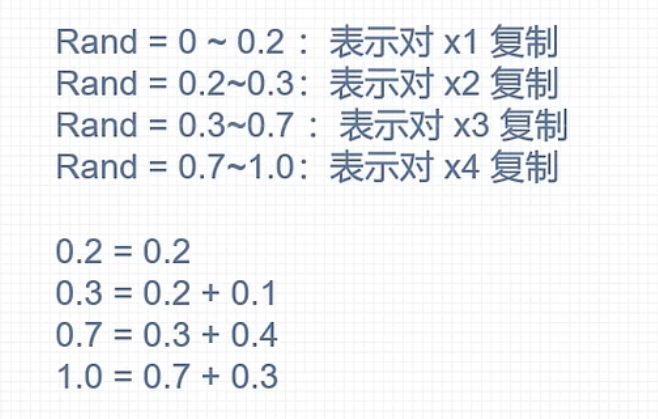 Rand = 0 ~ 0.2 ：表示对 x1 复制
Rand = 0.2~0.3：表示对 x2 复制
Rand = 0.3~0.7 ：表示对 x3 复制
Rand = 0.7~1.0：表示对 x4 复制
0.2 = 0.2
0.3 = 0.2 + 0.1
0.7 = 0.3 + 0.4
1.0 = 0.7 + 0.3